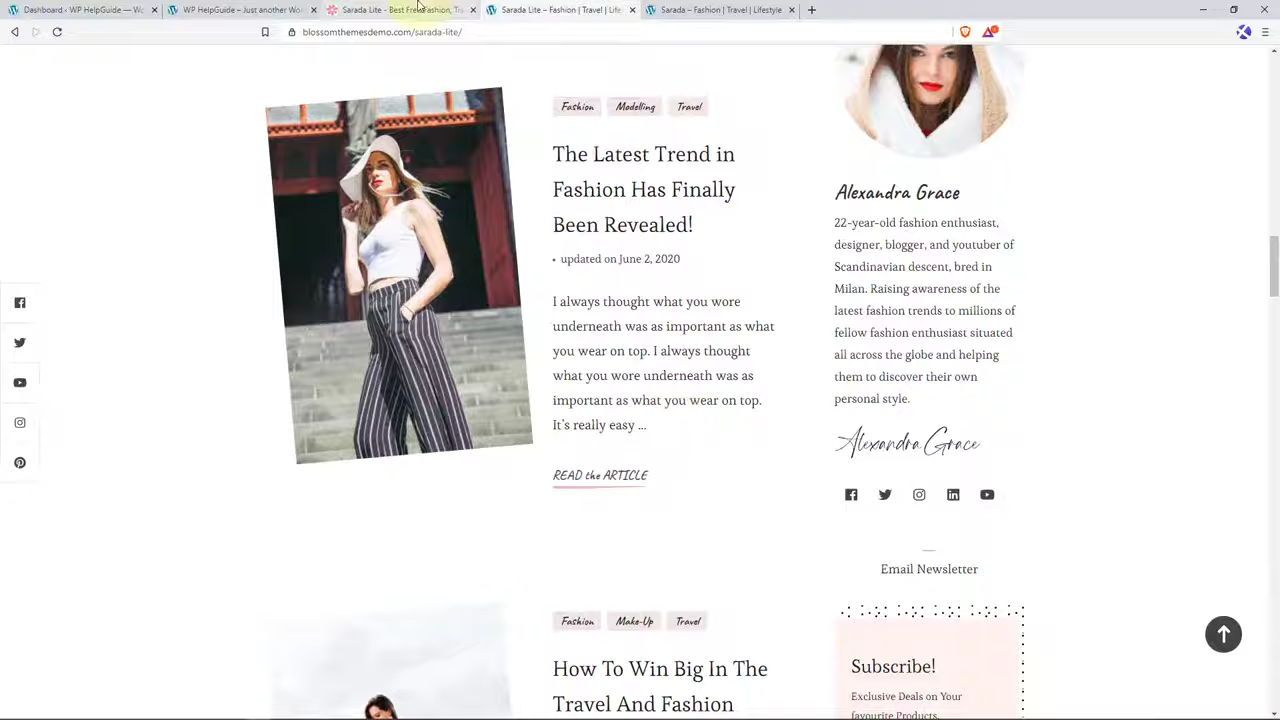 Dashboard ‹ WP HelpGuide — Wo
WP HelpGuide – Just another Wo
Sarada Lite - Best Free Fashion, Tra
Sarada Lite – Fashion | Travel | Life
Sarada – Fashion | Travel | Lifestyle
blossomthemesdemo.com/sarada-lite/
Fashion Modelling Travel
The Latest Trend in
Fashion Has Finally
Been Revealed!
• updated on June 2, 2020
I always thought what you wore
underneath was as important as what
you wear on top. I always thought
what you wore underneath was as
important as what you wear on top.
It's really easy ...
READ the ARTICLE
Fashion Make-Up Travel
How To Win Big In The
Travel And Fashion
Alexandra Grace
22-year-old fashion enthusiast,
designer, blogger, and youtuber of
Scandinavian descent, bred in
Milan. Raising awareness of the
latest fashion trends to millions of
fellow fashion enthusiast situated
all across the globe and helping
them to discover their own
personal style.
Alexandra Grace
Email Newsletter
Subscribe!
Exclusive Deals on Your
favourite Products.